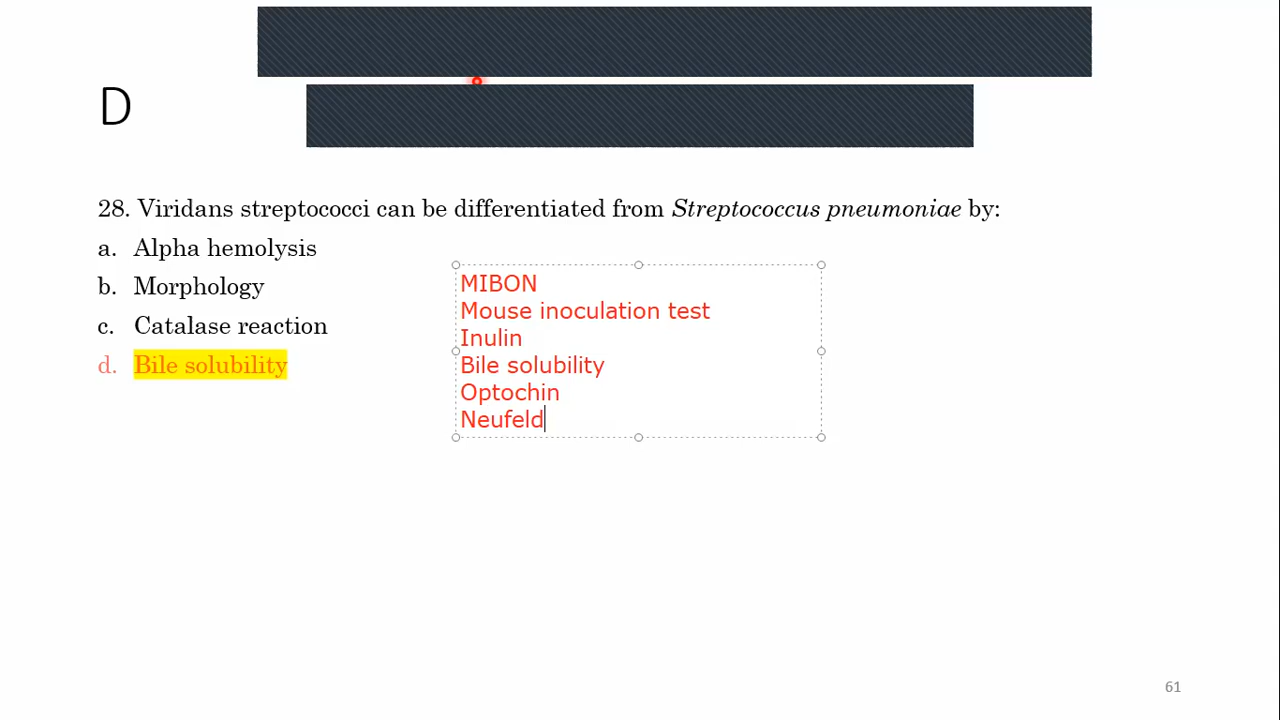 D
28. Viridans streptococci can be differentiated from Streptococcus pneumoniae by:
a. Alpha hemolysis
b. Morphology
c. Catalase reaction
d. Bile solubility
MIBON
Mouse inoculation test
Inulin
Bile solubility
Optochin
Neufeld
61